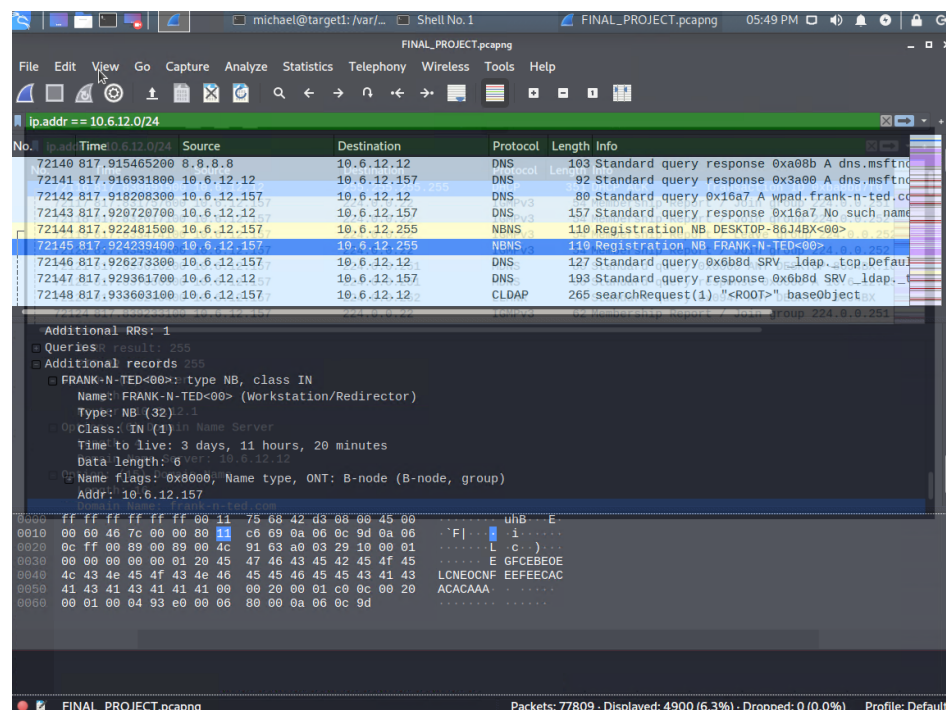 michael@target1: /var/... Shell No. 1 FINAL_PROJECT.pcapng 05:49 PM
FINAL_PROJECT.pcapng
File Edit View Go Capture Analyze Statistics Telephony Wireless Tools Help
ip.addr == 10.6.12.0/24
No. Time Source Destination Protocol Length Info
72140 817.915465200 8.8.8.8 10.6.12.12 DNS 103 Standard query response 0xa08b A dns.msftnc
72141 817.916931800 10.6.12.12 10.6.12.157 DNS 92 Standard query response 0x3a00 A dns.msftnc
72142 817.918208300 10.6.12.157 10.6.12.12 DNS 80 Standard query 0x16a7 A wpad.frank-n-ted.co
72143 817.920720700 10.6.12.12 10.6.12.157 DNS 157 Standard query response 0x16a7 No such name
72144 817.922481500 10.6.12.157 10.6.12.255 NBNS 110 Registration NB DESKTOP-86J4BX<00>
72145 817.924239400 10.6.12.157 10.6.12.255 NBNS 110 Registration NB FRANK-N-TED<00>
72146 817.926273300 10.6.12.157 10.6.12.12 DNS 127 Standard query 0x6b8d SRV _ldap._tcp.Defaul
72147 817.929361700 10.6.12.12 10.6.12.157 DNS 193 Standard query response 0x6b8d SRV _ldap._t
72148 817.933603100 10.6.12.157 10.6.12.12 CLDAP 265 searchRequest(1) "<ROOT>" baseObject
Additional RRs: 1
Queries
Additional records
FRANK-N-TED<00>: type NB, class IN
Name: FRANK-N-TED<00> (Workstation/Redirector)
Type: NB (32)
Class: IN (1)
Time to live: 3 days, 11 hours, 20 minutes
Data length: 6
Name flags: 0x8000, Name type, ONT: B-node (B-node, group)
Addr: 10.6.12.157
Domain Name: frank-n-ted.com
0000 ff ff ff ff ff ff 00 11 75 68 42 d3 08 00 45 00 ········ uhB···E·
0010 00 60 46 7c 00 00 80 11 c6 69 0a 06 0c 9d 0a 06 ·`F|···· ·i······
0020 0c ff 00 89 00 89 00 4c 91 63 a0 03 29 10 00 01 ·······L ·c··)···
0030 00 00 00 00 00 01 20 45 47 46 43 45 42 45 4f 45 ······ E GFCEBEOE
0040 4c 43 4e 45 4f 43 4e 46 45 45 46 45 45 43 41 43 LCNEOCNF EEFEECAC
0050 41 43 41 43 41 41 41 00 00 20 00 01 c0 0c 00 20 ACACAAA· · ·····
0060 00 01 00 04 93 e0 00 06 80 00 0a 06 0c 9d ········ ······
FINAL_PROJECT.pcapng Packets: 77809 · Displayed: 4900 (6.3%) · Dropped: 0 (0.0%) Profile: Default